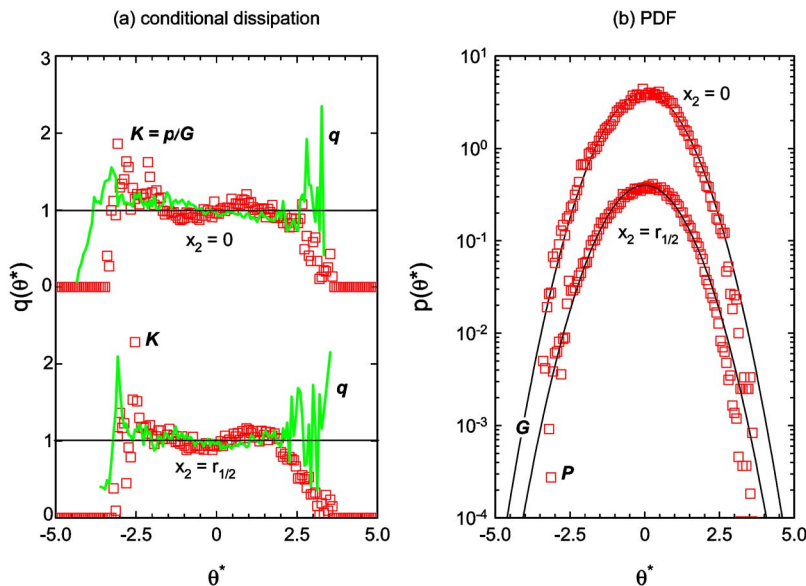 (a) conditional dissipation
(b) PDF
3
2
1
0
2
1
0
K = p/G
q
x₂ = 0
K
q
x₂ = r₁/₂
q(θ*)
-5.0
-2.5
0
2.5
5.0
θ*
10¹
10⁰
10⁻¹
10⁻²
10⁻³
10⁻⁴
x₂ = 0
x₂ = r₁/₂
G
P
p(θ*)
-5.0
-2.5
0
2.5
5.0
θ*